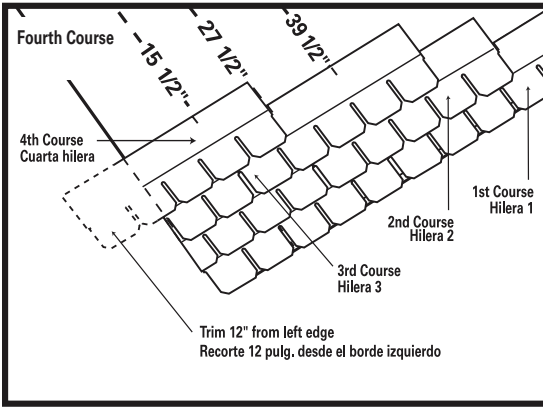 Fourth Course
15 1/2"
27 1/2"
39 1/2"
4th Course
Cuarta hilera
1st Course
Hilera 1
2nd Course
Hilera 2
3rd Course
Hilera 3
Trim 12" from left edge
Recorte 12 pulg. desde el borde izquierdo